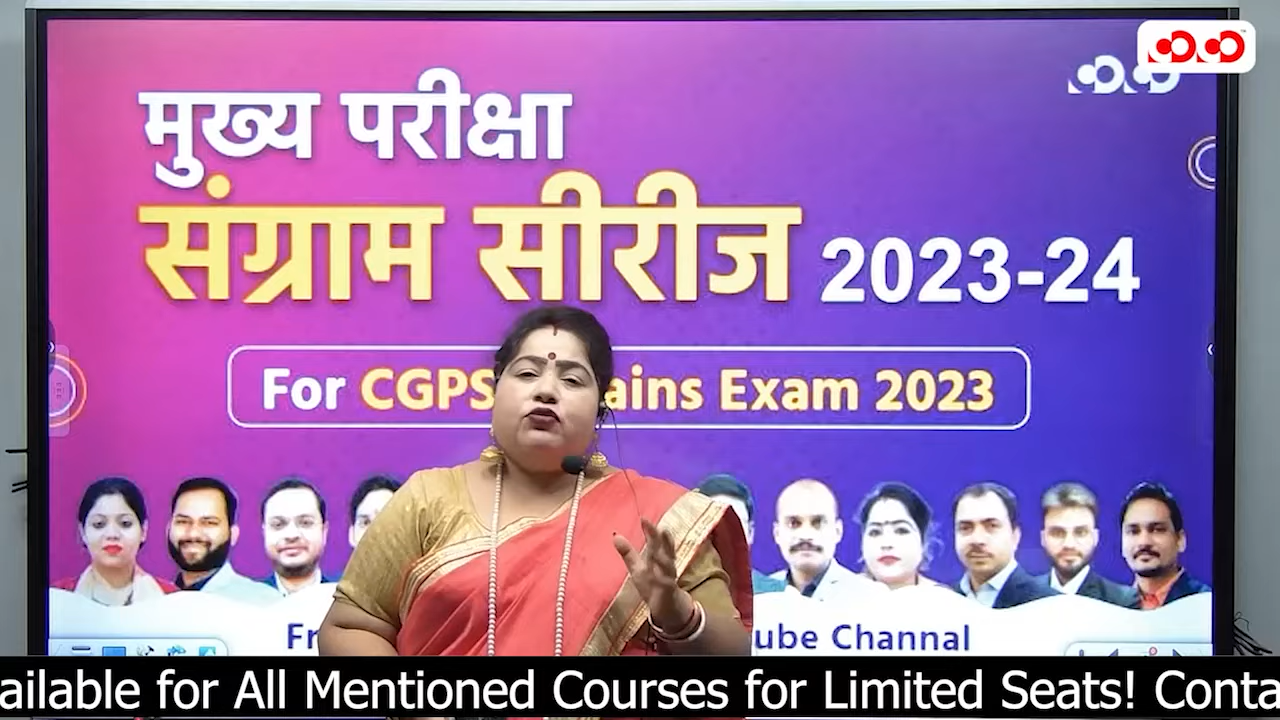 मुख्य परीक्षा
संग्राम सीरीज 2023-24
For CGPS ains Exam 2023
Fr ube Channal
ailable for All Mentioned Courses for Limited Seats! Conta